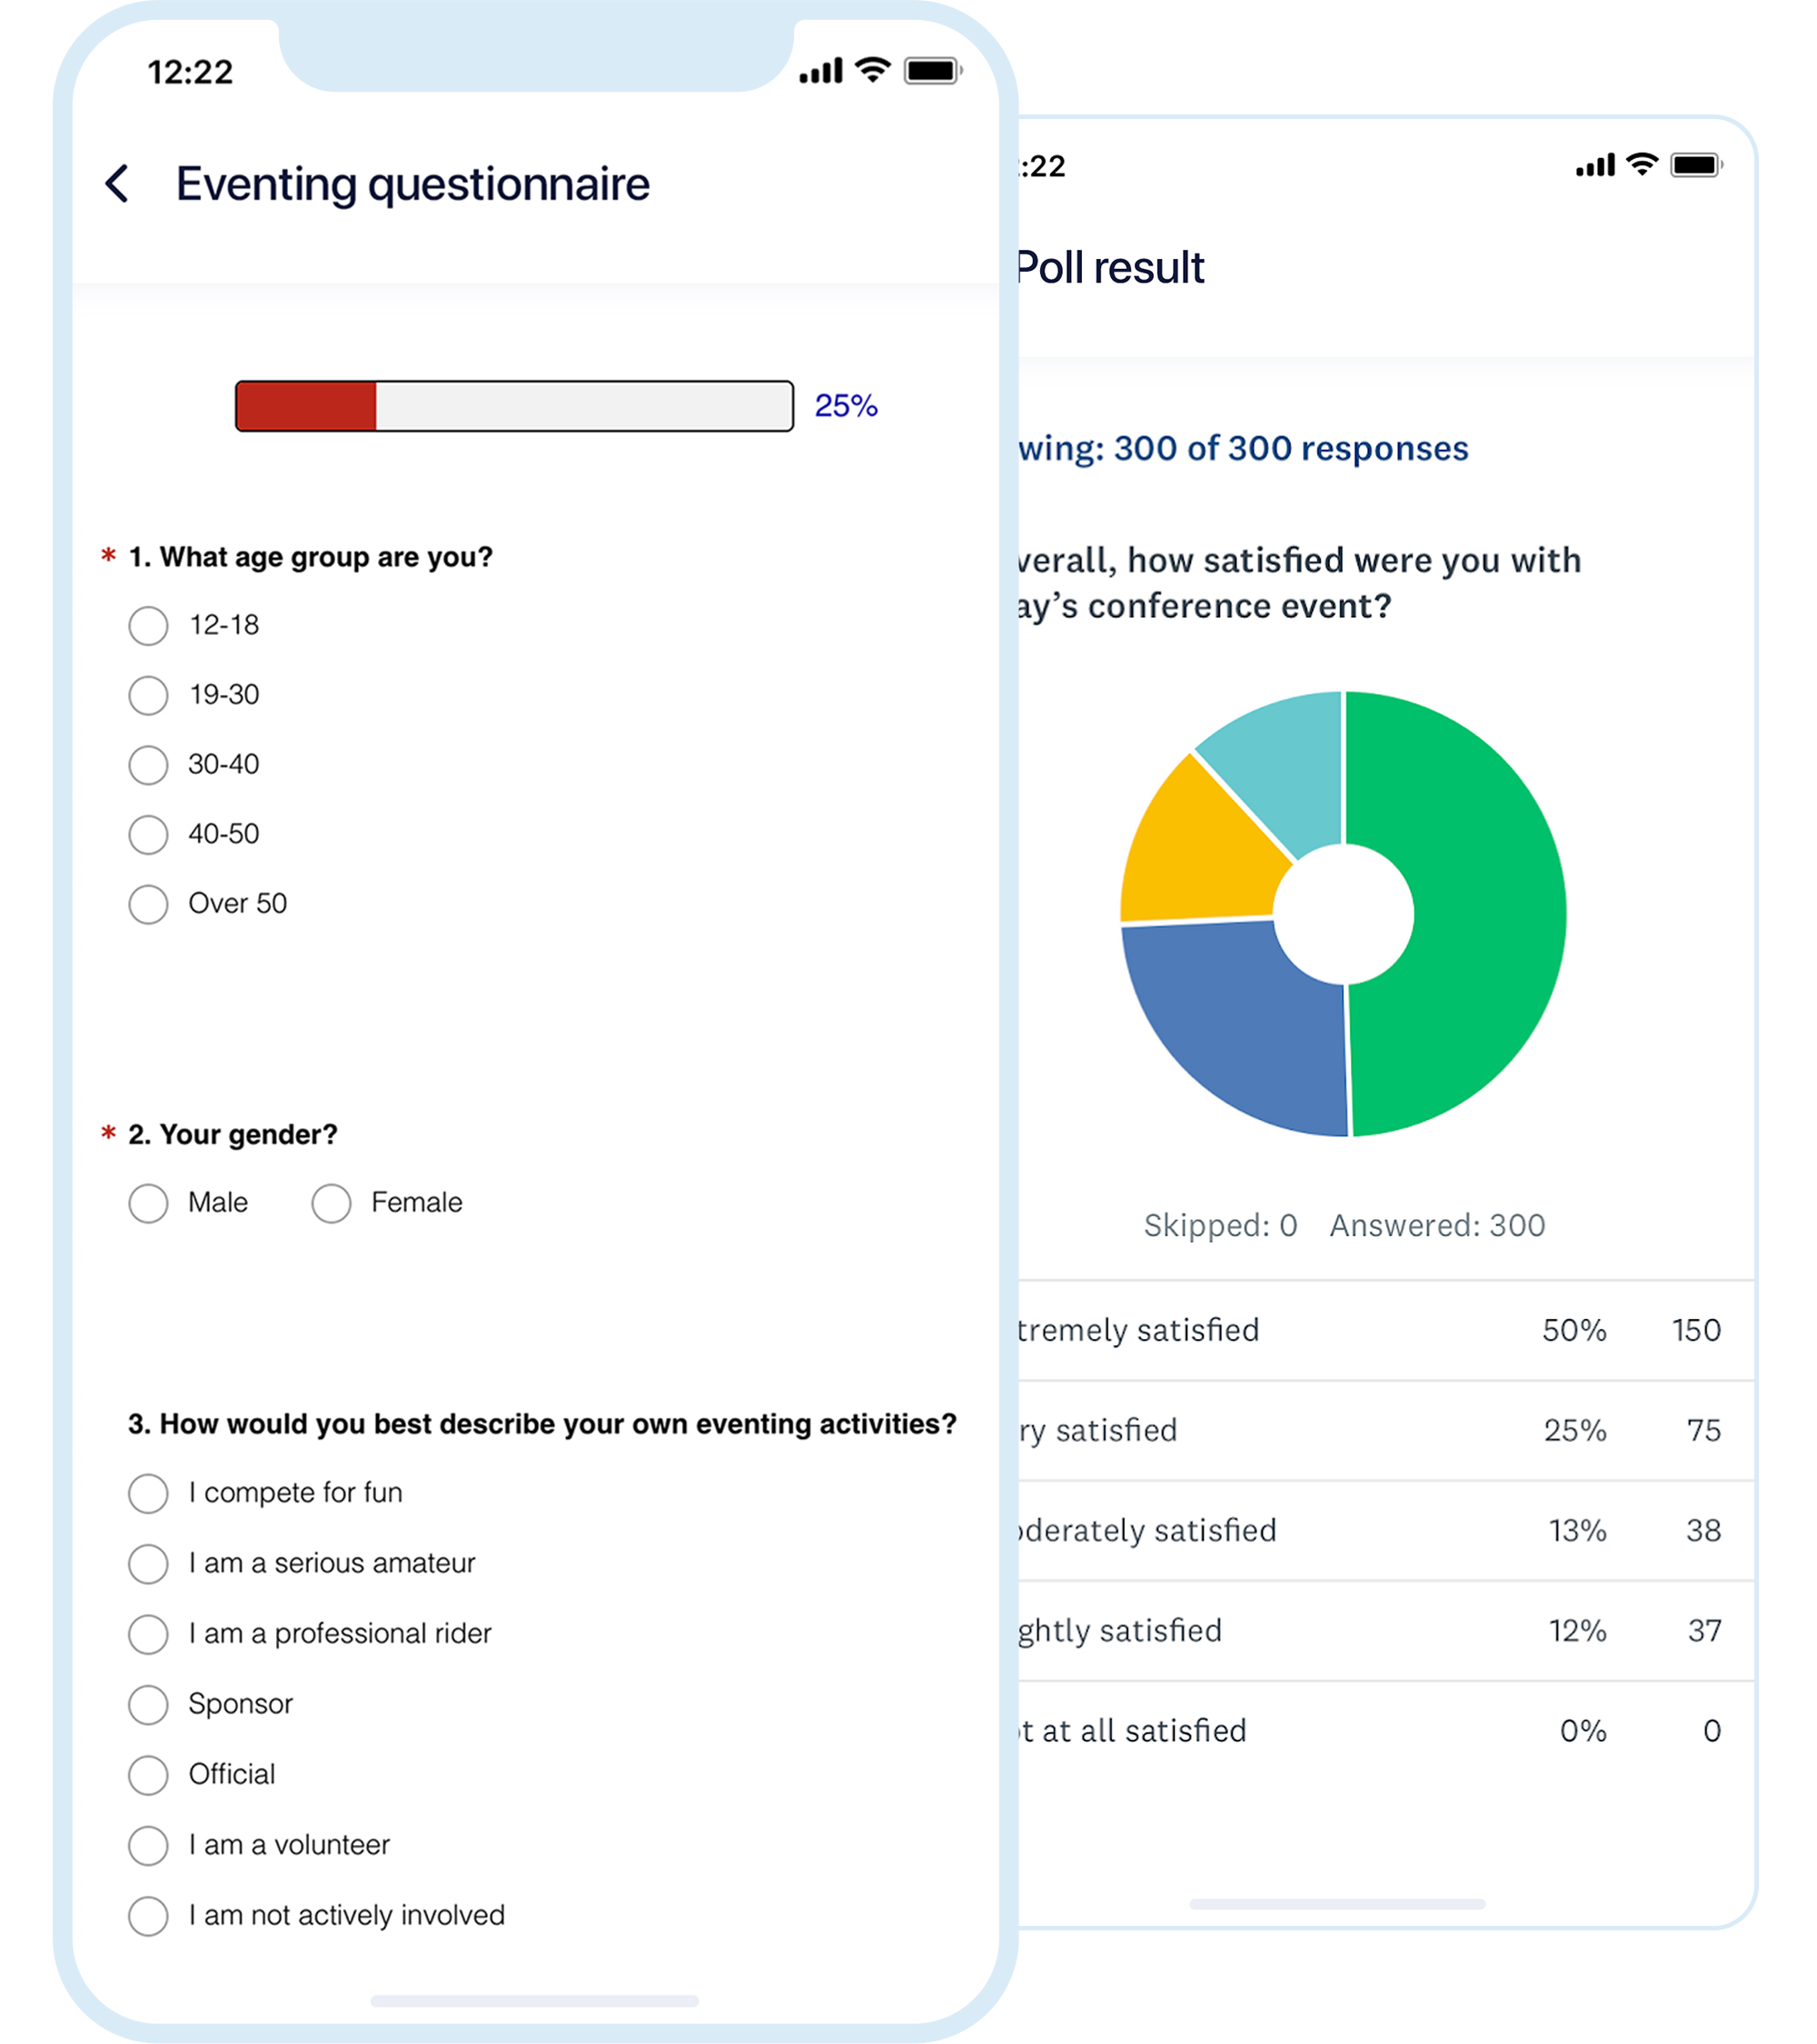 12:22
Eventing questionnaire
25%
* 1. What age group are you?
12-18
19-30
30-40
40-50
Over 50
* 2. Your gender?
Male Female
3. How would you best describe your own eventing activities?
I compete for fun
I am a serious amateur
I am a professional rider
Sponsor
Official
I am a volunteer
I am not actively involved
:22
Poll result
wing: 300 of 300 responses
verall, how satisfied were you with
ay’s conference event?
Skipped: 0 Answered: 300
tremely satisfied 50% 150
ry satisfied 25% 75
derately satisfied 13% 38
ghtly satisfied 12% 37
t at all satisfied 0% 0